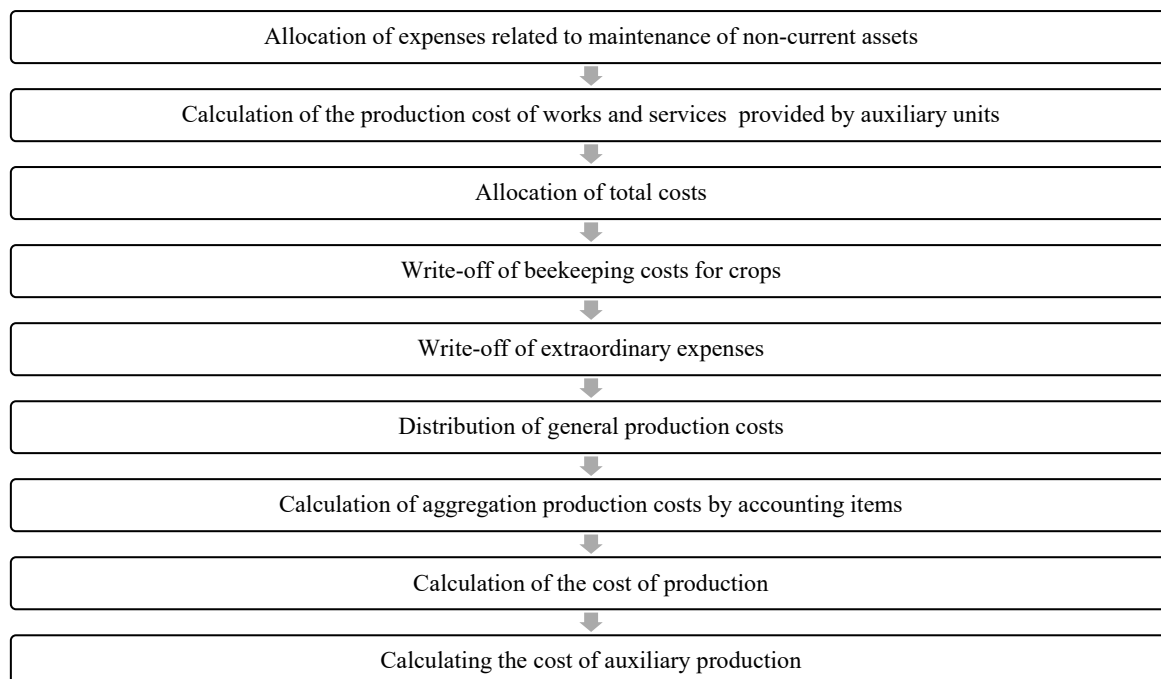 Allocation of expenses related to maintenance of non-current assets
Calculation of the production cost of works and services provided by auxiliary units
Allocation of total costs
Write-off of beekeeping costs for crops
Write-off of extraordinary expenses
Distribution of general production costs
Calculation of aggregation production costs by accounting items
Calculation of the cost of production
Calculating the cost of auxiliary production